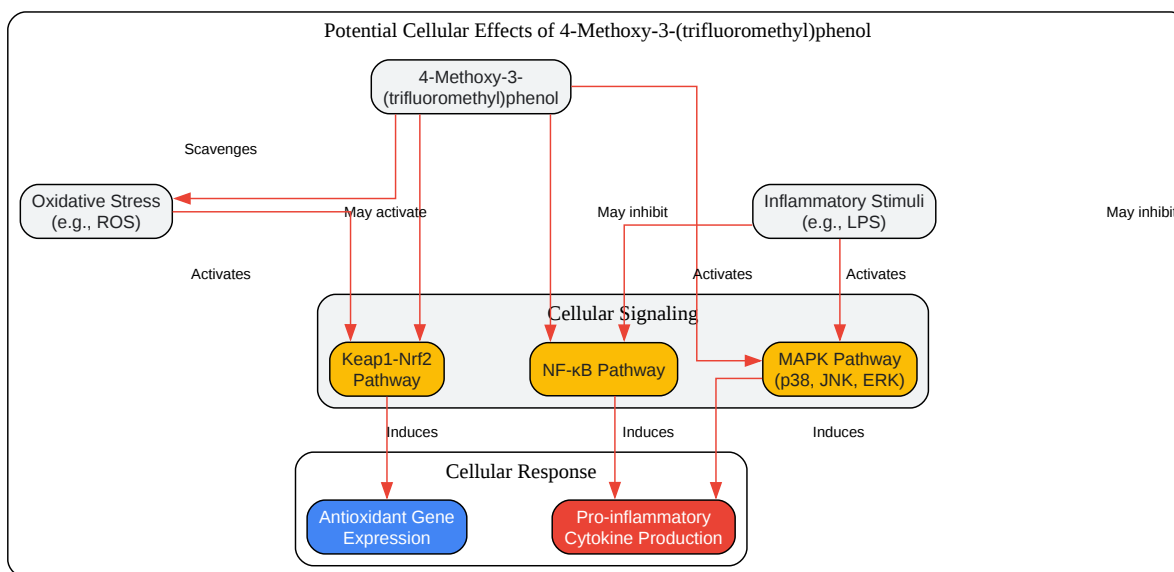 Potential Cellular Effects of 4-Methoxy-3-(trifluoromethyl)phenol
4-Methoxy-3-
(trifluoromethyl)phenol
Scavenges
Oxidative Stress
(e.g., ROS)
May activate
May inhibit
Inflammatory Stimuli
(e.g., LPS)
May inhibit
Activates
Activates
Activates
Cellular Signaling
Keap1-Nrf2
Pathway
NF-κB Pathway
MAPK Pathway
(p38, JNK, ERK)
Induces
Induces
Induces
Cellular Response
Antioxidant Gene
Expression
Pro-inflammatory
Cytokine Production